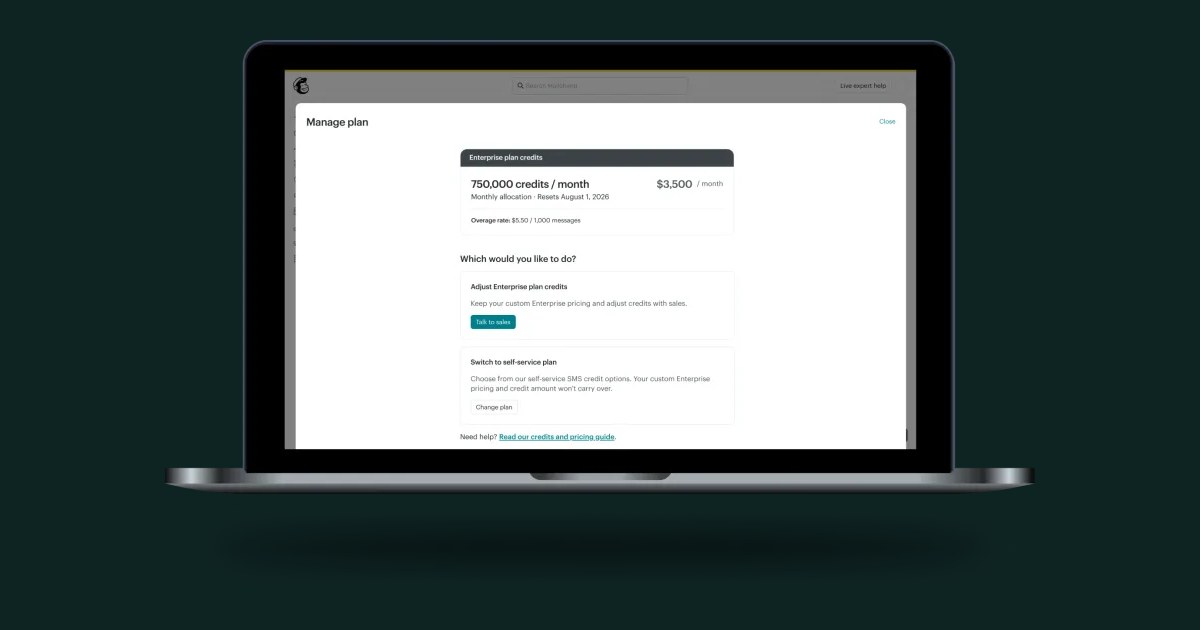 Live expert help
Manage plan
Close
Enterprise plan credits
750,000 credits / month
$3,500 / month
Monthly allocation · Resets August 1, 2026
Overage rate: $5.50 / 1,000 messages
Which would you like to do?
Adjust Enterprise plan credits
Keep your custom Enterprise pricing and adjust credits with sales.
Talk to sales
Switch to self-service plan
Choose from our self-service SMS credit options. Your custom Enterprise
pricing and credit amount won't carry over.
Change plan
Need help? Read our credits and pricing guide.